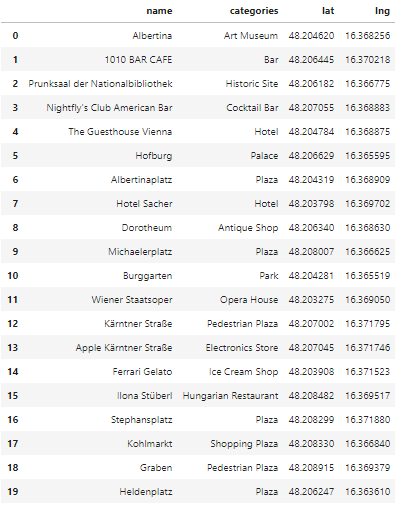 name categories lat lng
0 Albertina Art Museum 48.204620 16.368256
1 1010 BAR CAFE Bar 48.206445 16.370218
2 Prunksaal der Nationalbibliothek Historic Site 48.206182 16.366775
3 Nightfly's Club American Bar Cocktail Bar 48.207055 16.368883
4 The Guesthouse Vienna Hotel 48.204784 16.368875
5 Hofburg Palace 48.206629 16.365595
6 Albertinaplatz Plaza 48.204319 16.368909
7 Hotel Sacher Hotel 48.203798 16.369702
8 Dorotheum Antique Shop 48.206340 16.368630
9 Michaelerplatz Plaza 48.208007 16.366625
10 Burggarten Park 48.204281 16.365519
11 Wiener Staatsoper Opera House 48.203275 16.369050
12 Kärntner Straße Pedestrian Plaza 48.207002 16.371795
13 Apple Kärntner Straße Electronics Store 48.207045 16.371746
14 Ferrari Gelato Ice Cream Shop 48.203908 16.371523
15 Ilona Stüberl Hungarian Restaurant 48.208482 16.369517
16 Stephansplatz Plaza 48.208299 16.371880
17 Kohlmarkt Shopping Plaza 48.208330 16.366840
18 Graben Pedestrian Plaza 48.208915 16.369379
19 Heldenplatz Plaza 48.206247 16.363610